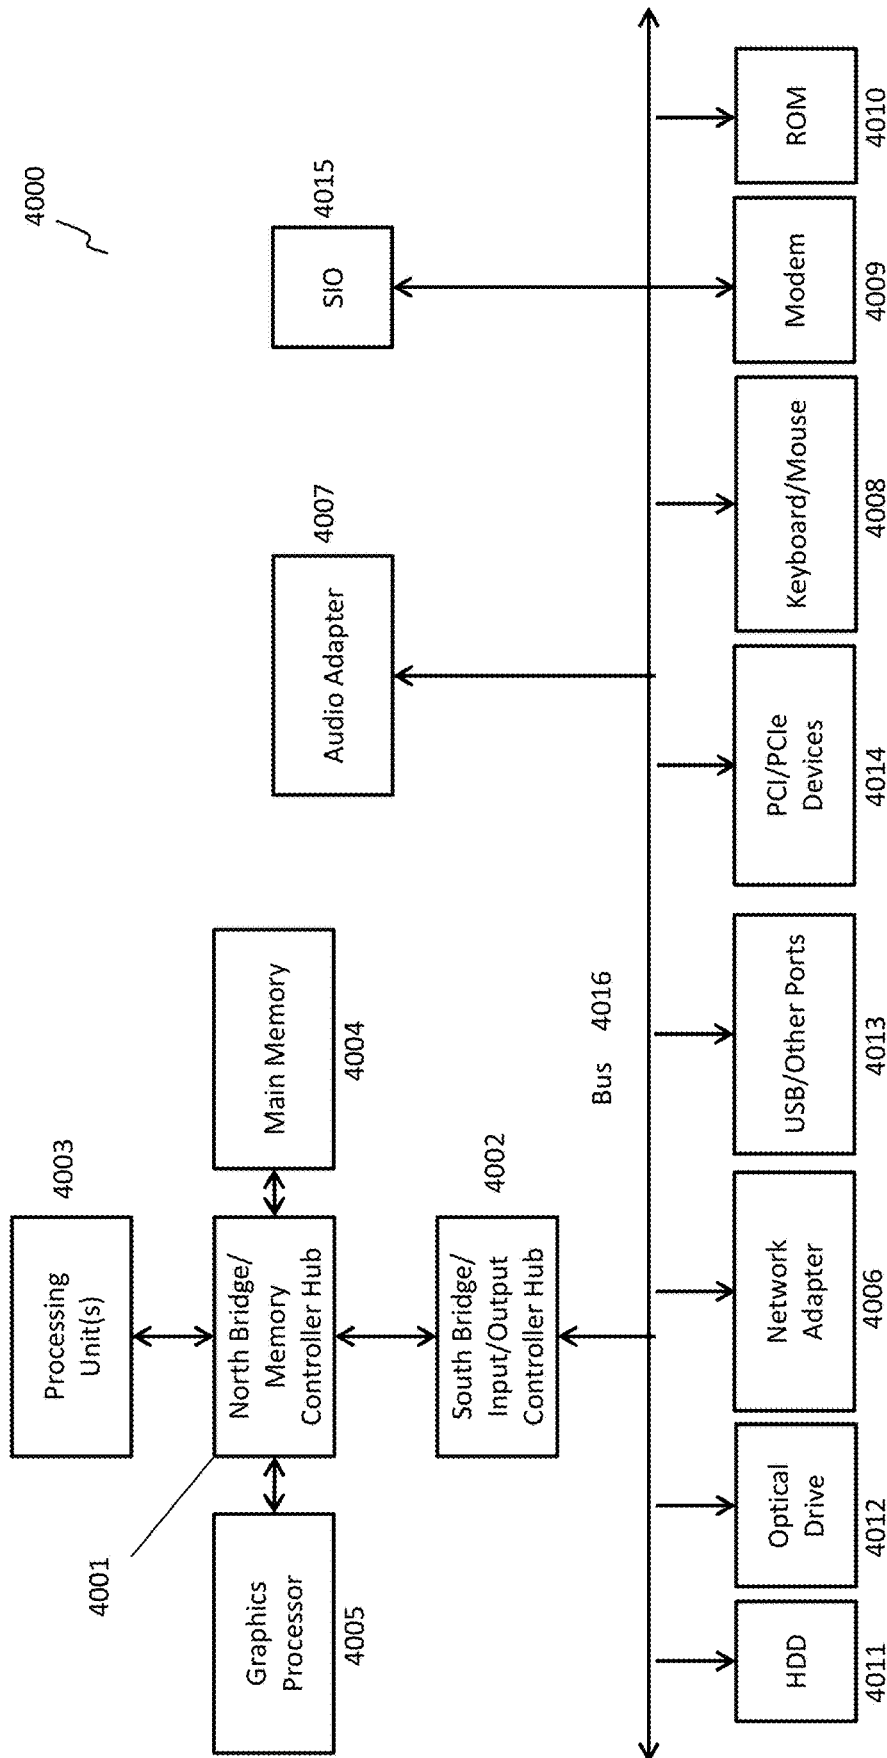 4000
4003
Processing
Unit(s)
4001
Graphics
Processor
4005
North Bridge/
Memory
Controller Hub
Main Memory
4004
Audio Adapter
4007
SIO
4015
South Bridge/
Input/Output
Controller Hub
4002
Bus 4016
HDD
4011
Optical
Drive
4012
Network
Adapter
4006
USB/Other Ports
4013
PCI/PCIe
Devices
4014
Keyboard/Mouse
4008
Modem
4009
ROM
4010